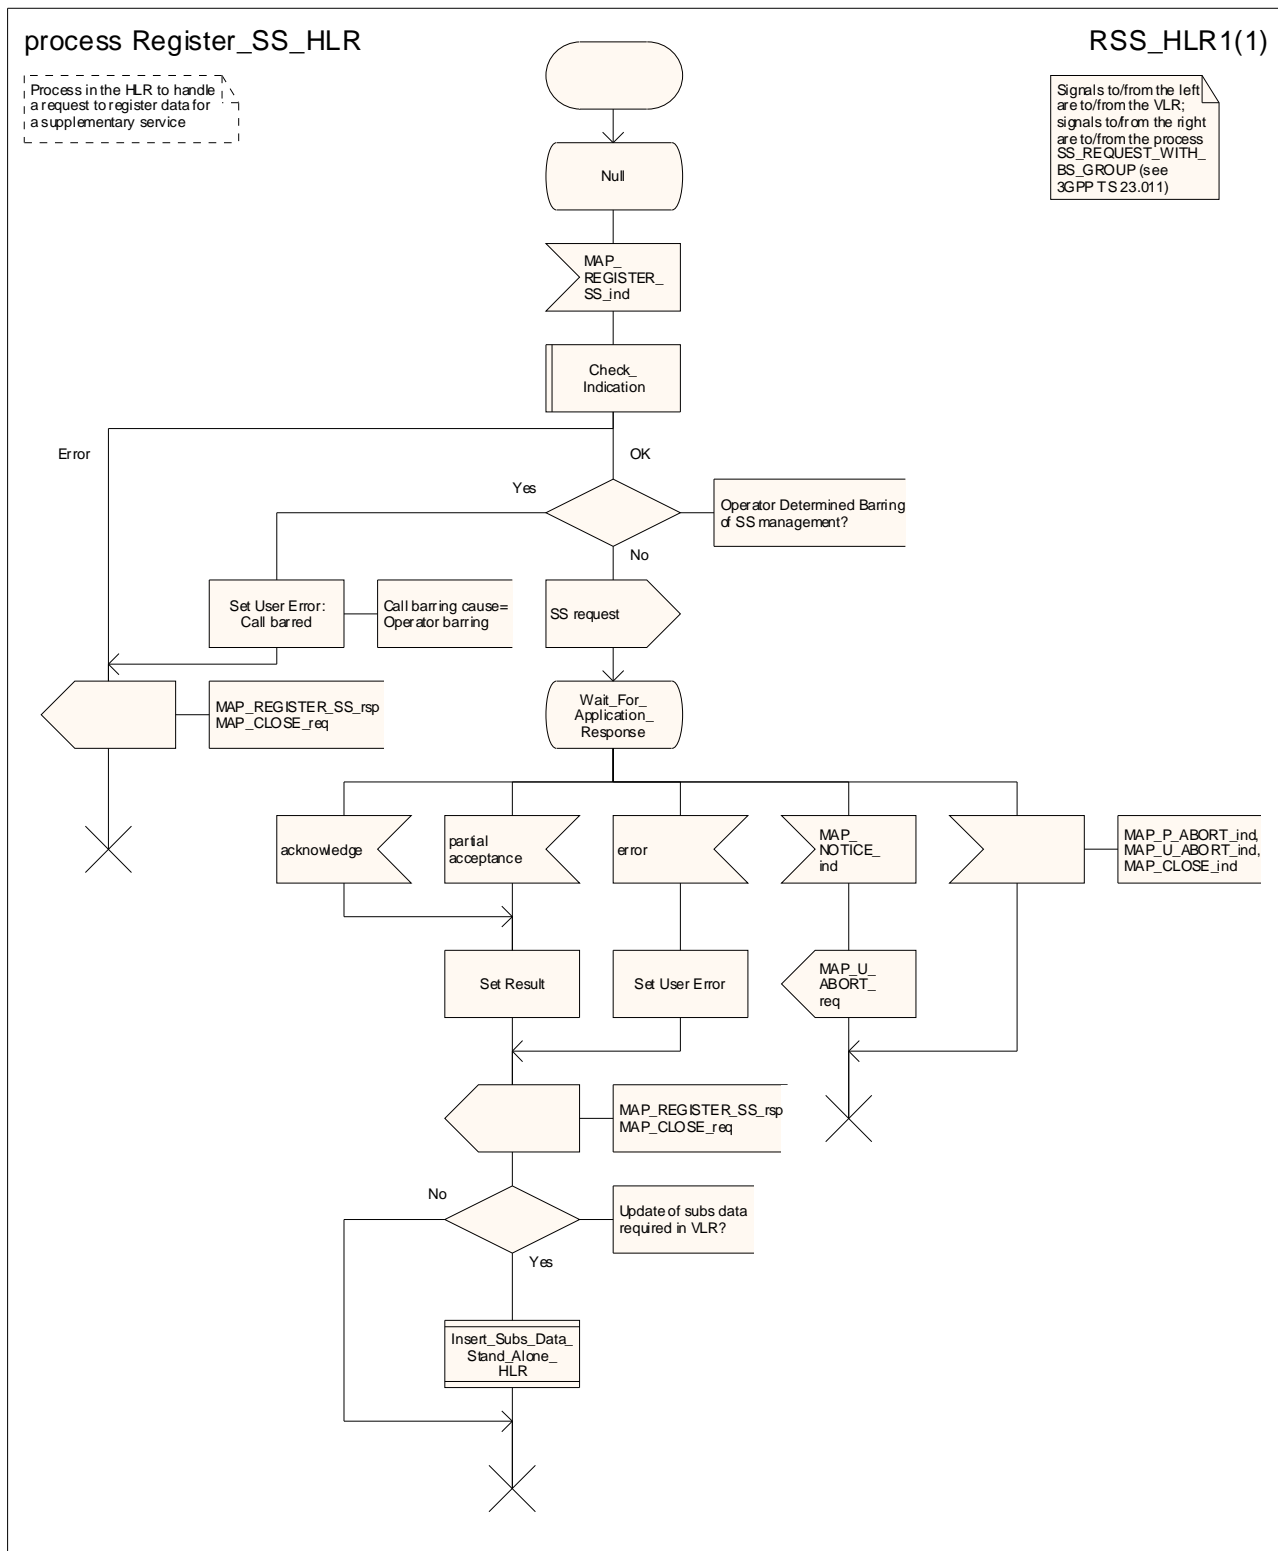 process Register_SS_HLR
RSS_HLR1(1)
Process in the HLR to handle
a request to register data for
a supplementary service
Signals to/from the left
are to/from the VLR;
signals to/from the right
are to/from the process
SS_REQUEST_WITH_
BS_GROUP (see
3GPP TS 23.011)
Null
MAP_
REGISTER_
SS_ind
Check_
Indication
Error
OK
Yes
Operator Determined Barring
of SS management?
No
Set User Error:
Call barred
Call barring cause=
Operator barring
SS request
MAP_REGISTER_SS_rsp
MAP_CLOSE_req
Wait_For_
Application_
Response
acknowledge
partial
acceptance
error
MAP_
NOTICE_
ind
MAP_P_ABORT_ind,
MAP_U_ABORT_ind,
MAP_CLOSE_ind
Set Result
Set User Error
MAP_U_
ABORT_
req
MAP_REGISTER_SS_rsp
MAP_CLOSE_req
No
Update of subs data
required in VLR?
Yes
Insert_Subs_Data_
Stand_Alone_
HLR